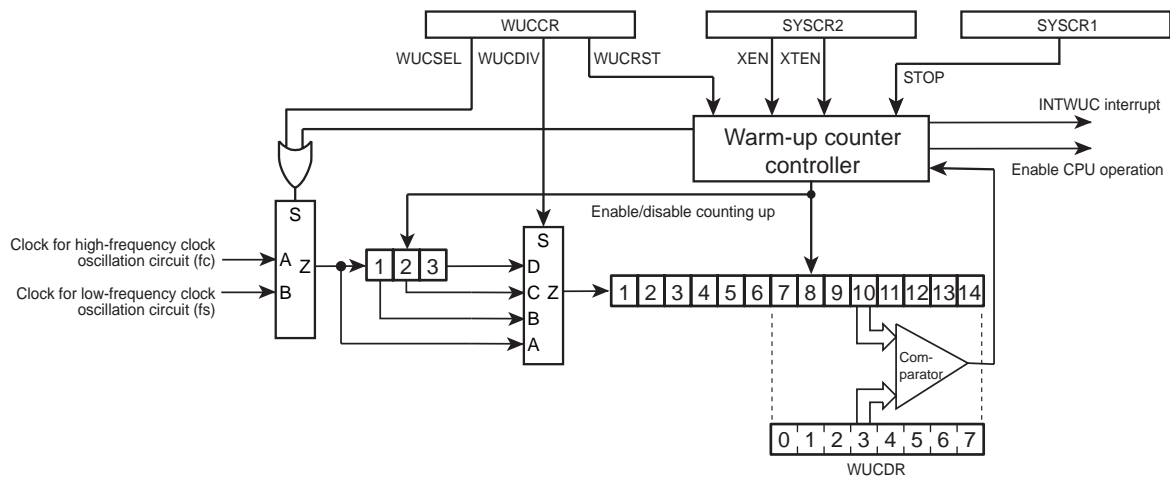 WUCCR
SYSCR2
SYSCR1
WUCSEL
WUCDIV
WUCRST
XEN
XTEN
STOP
INTWUC interrupt
Warm-up counter
controller
Enable CPU operation
S
Enable/disable counting up
S
Clock for high-frequency clock
oscillation circuit (fc)
A
Z
1 2 3
D
Clock for low-frequency clock
oscillation circuit (fs)
B
C
Z
1 2 3 4 5 6 7 8 9 10 11 12 13 14
B
A
Com-
parator
0 1 2 3 4 5 6 7
WUCDR